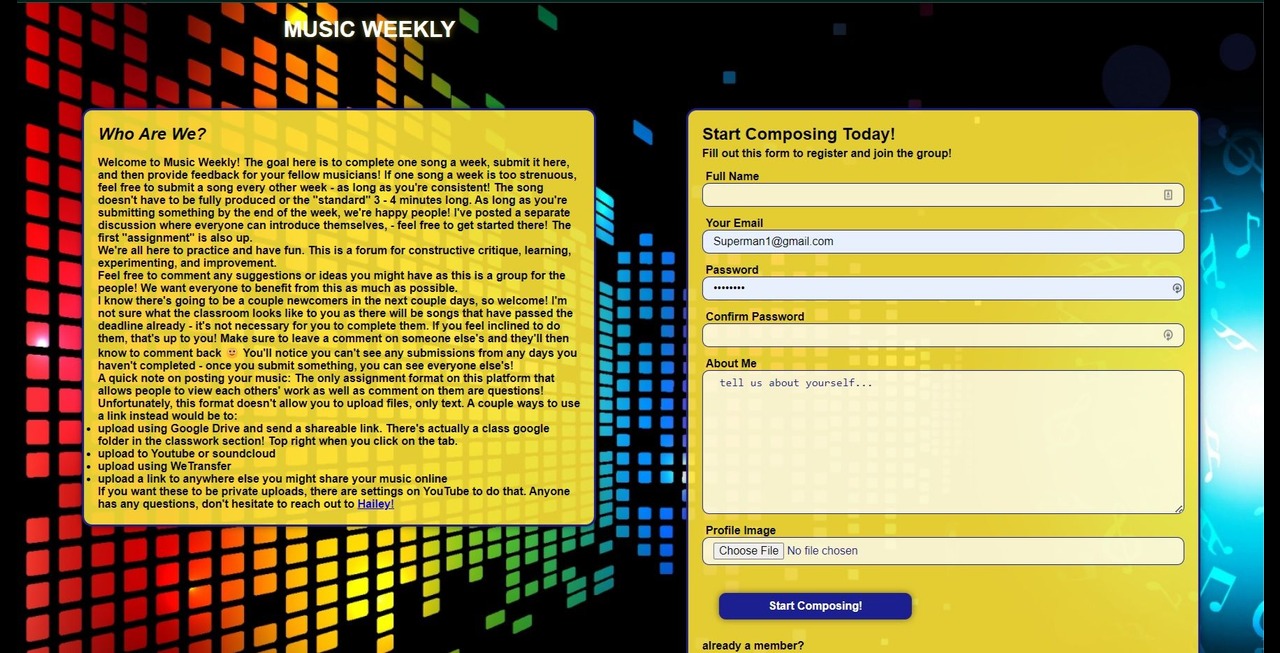 MUSIC WEEKLY
Who Are We?
Welcome to Music Weekly! The goal here is to complete one song a week, submit it here,
and then provide feedback for your fellow musicians! If one song a week is too strenuous,
feel free to submit a song every other week - as long as you're consistent! The song
doesn't have to be fully produced or the "standard" 3 - 4 minutes long. As long as you're
submitting something by the end of the week, we're happy people! I've posted a separate
discussion where everyone can introduce themselves, - feel free to get started there! The
first "assignment" is also up.
We're all here to practice and have fun. This is a forum for constructive critique, learning,
experimenting, and improvement.
Feel free to comment any suggestions or ideas you might have as this is a group for the
people! We want everyone to benefit from this as much as possible.
I know there's going to be a couple newcomers in the next couple days, so welcome! I'm
not sure what the classroom looks like to you as there will be songs that have passed the
deadline already - it's not necessary for you to complete them. If you feel inclined to do
them, that's up to you! Make sure to leave a comment on someone else's and they'll then
know to comment back 🙂 You'll notice you can't see any submissions from any days you
haven't completed - once you submit something, you can see everyone else's!
A quick note on posting your music: The only assignment format on this platform that
allows people to view each others' work as well as comment on them are questions!
Unfortunately, this format doesn't allow you to upload files, only text. A couple ways to use
a link instead would be to:
• upload using Google Drive and send a shareable link. There's actually a class google
folder in the classwork section! Top right when you click on the tab.
• upload to Youtube or soundcloud
• upload using WeTransfer
• upload a link to anywhere else you might share your music online
If you want these to be private uploads, there are settings on YouTube to do that. Anyone
has any questions, don't hesitate to reach out to Hailey!
Start Composing Today!
Fill out this form to register and join the group!
Full Name
Your Email
Superman1@gmail.com
Password
••••••••
Confirm Password
About Me
tell us about yourself...
Profile Image
Choose File No file chosen
Start Composing!
already a member?